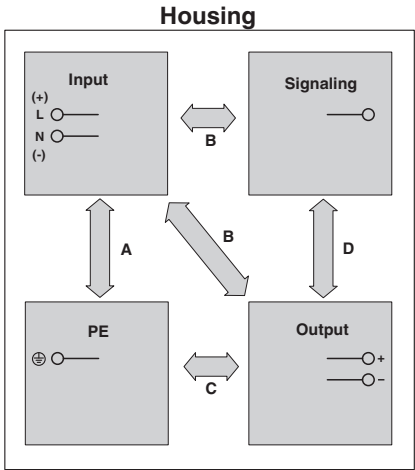 Housing
Input
(+)
L
N
(-)
Signaling
B
A
B
D
PE
Output
+
–
C